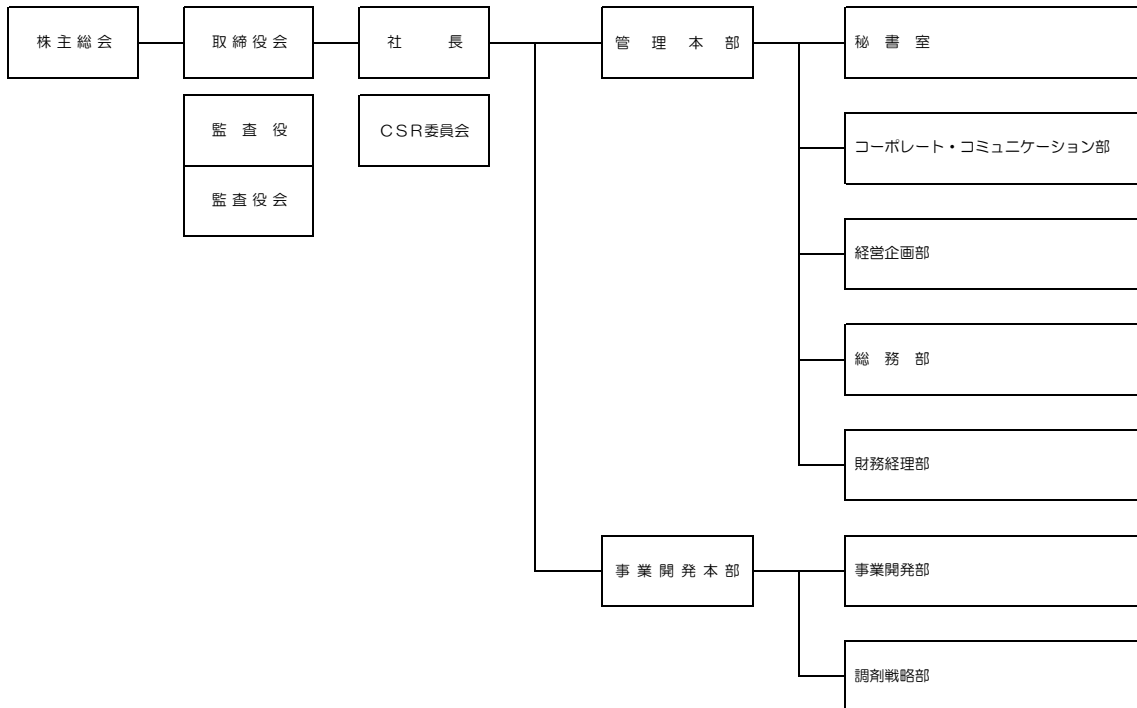 株主総会
取締役会
社長
管理本部
秘書室
監査役
CSR委員会
コーポレート・コミュニケーション部
監査役会
経営企画部
総務部
財務経理部
事業開発本部
事業開発部
調剤戦略部